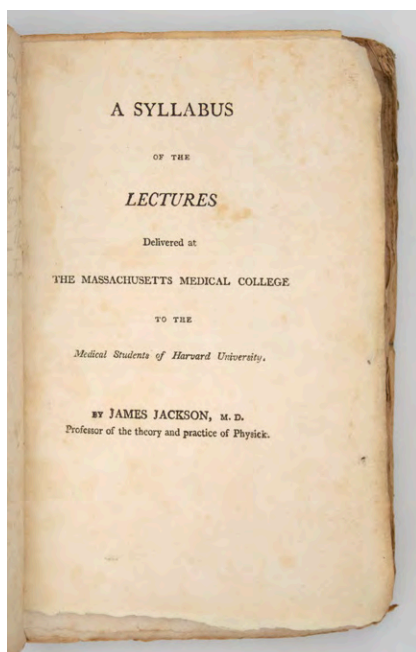 A SYLLABUS
OF THE
LECTURES
Delivered at
THE MASSACHUSETTS MEDICAL COLLEGE
TO THE
Medical Students of Harvard University.
BY JAMES JACKSON, M. D.
Professor of the theory and practice of Physick.